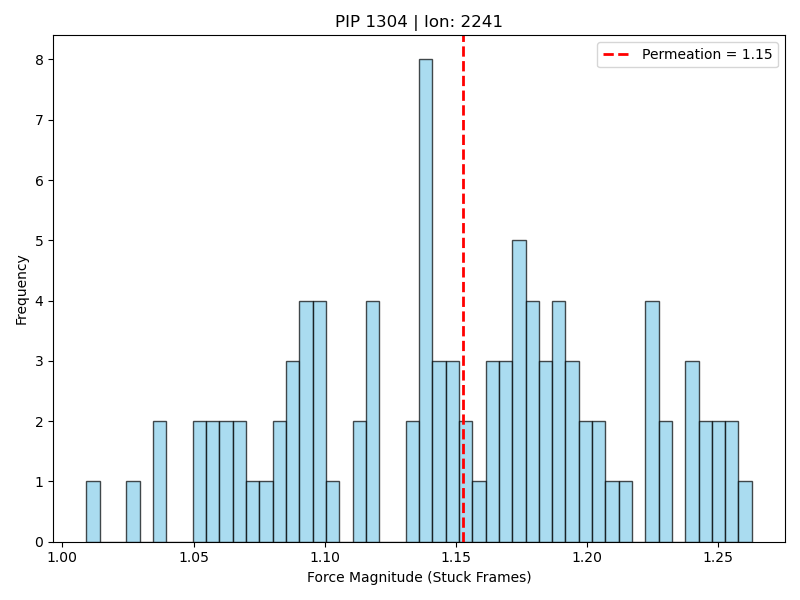 PIP 1304 | Ion: 2241
Permeation = 1.15
8
7
6
5
4
3
2
1
0
Frequency
1.00 1.05 1.10 1.15 1.20 1.25
Force Magnitude (Stuck Frames)